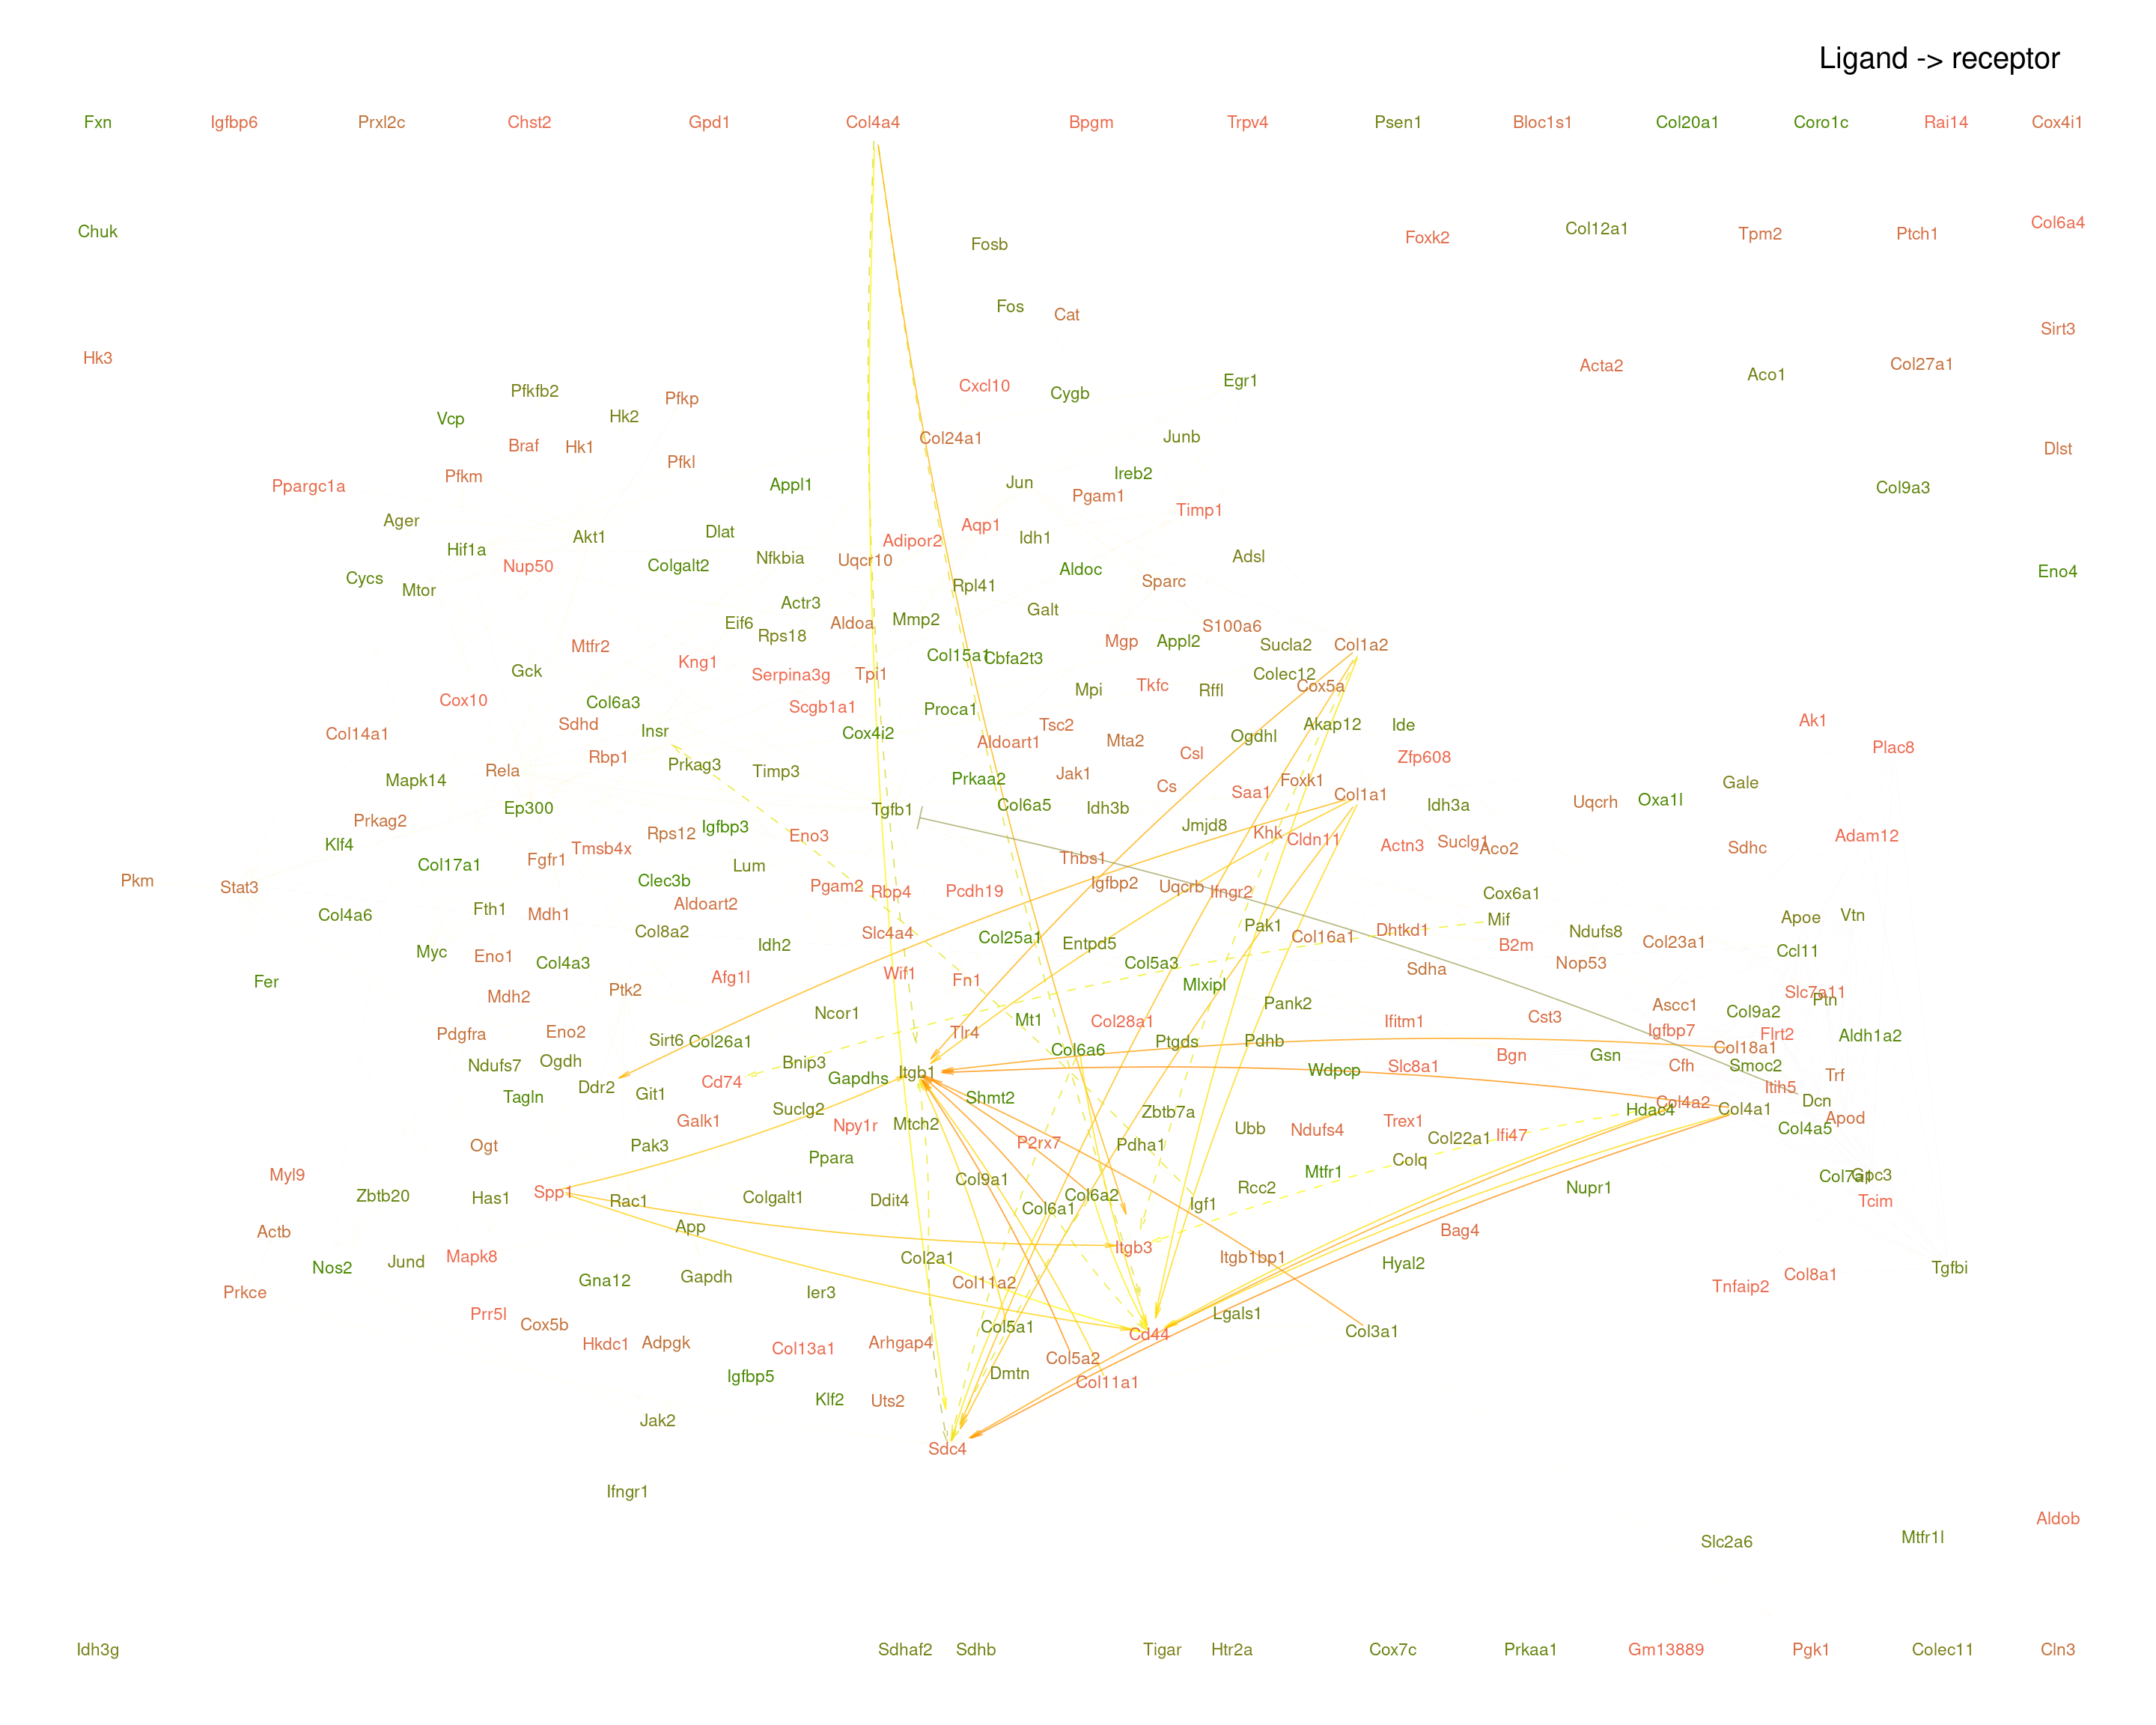 Ligand -> receptor
Fxn Igfbp6 Prxl2c Chst2 Gpd1 Col4a4 Bpgm Trpv4 Psen1 Bloc1s1 Col20a1 Coro1c Rai14 Cox4i1
Chuk Fosb Foxk2 Col12a1 Tpm2 Ptch1 Col6a4
Fos Cat Sirt3
Hk3 Acta2 Aco1 Col27a1
Pfkfb2 Pfkp Cxcl10 Cygb Egr1
Vcp Hk2 Col24a1 Junb
Braf Hk1 Pfkl Dlst
Ppargc1a Pfkm Appl1 Jun Ireb2 Pgam1 Col9a3
Ager Timp1
Hif1a Akt1 Dlat Adipor2 Aqp1 Idh1
Nup50 Colgalt2 Nfkbia Uqcr10 Aldoc Adsl Eno4
Cycs Mtor Rpl41 Sparc
Actr3 Galt
Eif6 Rps18 Aldoa Mmp2 S100a6
Mtfr2 Kng1 Col15a1 Cbfa2t3 Mgp Appl2 Sucla2 Col1a2
Gck Serpina3g Tpi1 Mpi Tkfc Rffl Colec12 Cox5a
Cox10 Col6a3 Scgb1a1 Proca1
Col14a1 Sdhd Insr Cox4i2 Aldoart1 Tsc2 Mta2 Ogdhl Akap12 Ide Ak1
Rela Rbp1 Prkag3 Timp3 Prkaa2 Jak1 Csl Zfp608 Plac8
Mapk14 Cs Saa1 Foxk1 Col1a1 Gale
Prkag2 Ep300 Tgfb1 Col6a5 Idh3b Idh3a Uqcrh Oxa1l
Klf4 Tmsb4x Rps12 Igfbp3 Eno3 Jmjd8 Khk Cldn11 Actn3 Suclg1 Aco2 Sdhc Adam12
Col17a1 Fgfr1 Lum Thbs1
Pkm Stat3 Clec3b Pgam2 Rbp4 Pcdh19 Igfbp2 Uqcrb Ifngr2 Cox6a1
Col4a6 Fth1 Mdh1 Aldoart2 Mif Apoe Vtn
Col8a2 Idh2 Slc4a4 Col25a1 Entpd5 Pak1 Col16a1 Dhtkd1 B2m Ndufs8 Col23a1
Myc Eno1 Col4a3 Col5a3 Sdha Nop53 Ccl11
Fer Mdh2 Ptk2 Afg1l Wif1 Fn1 Mlxipl Slc7a11
Ncor1 Mt1 Col28a1 Pank2 Ifitm1 Cst3 Ascc1 Col9a2 Ptn
Pdgfra Eno2 Sirt6 Col26a1 Tlr4 Col6a6 Ptgds Pdhb Igfbp7 Flrt2 Col18a1 Aldh1a2
Ndufs7 Ogdh Bnip3 Itgb1 Wdpcp Slc8a1 Bgn Gsn Cfh Smoc2
Tagln Ddr2 Git1 Cd74 Gapdhs Shmt2 Trf Itih5
Galk1 Suclg2 Npy1r Mtch2 Zbtb7a Ubb Ndufs4 Trex1 Hdac4 Col4a2 Col4a1 Dcn Apod
Ogt Pak3 Ppara P2rx7 Pdha1 Col22a1 Ifi47 Col4a5
Myl9 Col9a1 Mtfr1 Colq Col7a1 Gpc3
Zbtb20 Has1 Spp1 Rac1 Colgalt1 Ddit4 Col6a1 Col6a2 Igf1 Rcc2 Nupr1 Tcim
Actb App Itgb3 Bag4
Nos2 Jund Mapk8 Gna12 Gapdh Col2a1 Itgb1bp1 Hyal2 Tgfbi
Prkce Ier3 Col11a2 Tnfaip2 Col8a1
Prr5l Cox5b Col5a1 Cd44 Lgals1 Col3a1
Hkdc1 Adpgk Col13a1 Arhgap4 Col5a2
Igfbp5 Dmtn Col11a1
Klf2 Uts2
Jak2 Sdc4
Ifngr1 Aldob
Slc2a6 Mtfr1l
Idh3g Sdhaf2 Sdhb Tigar Htr2a Cox7c Prkaa1 Gm13889 Pgk1 Colec11 Cln3